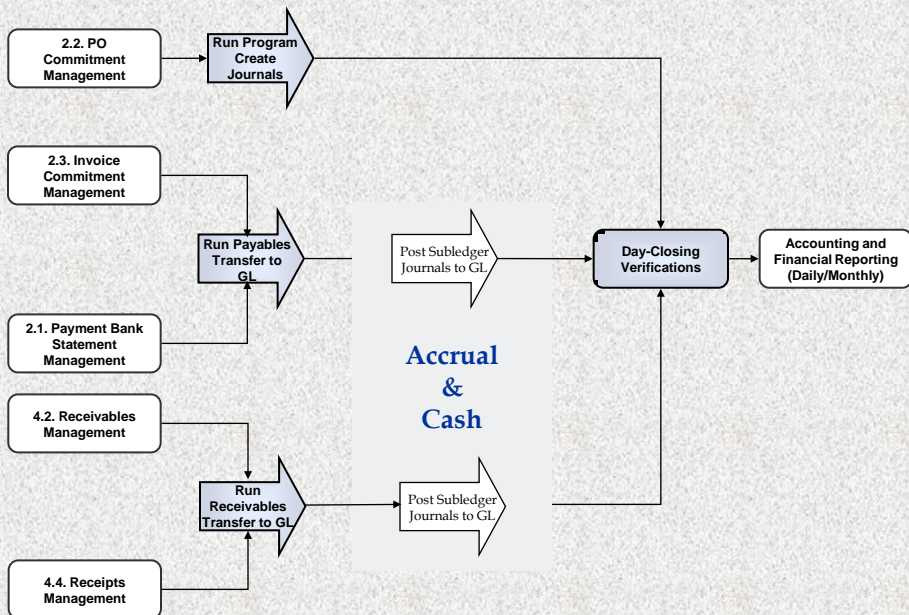 2.2. PO
Commitment
Management
Run Program
Create
Journals
2.3. Invoice
Commitment
Management
Run Payables
Transfer to
GL
2.1. Payment Bank
Statement
Management
Post Subledger
Journals to GL
Day-Closing
Verifications
Accounting and
Financial Reporting
(Daily/Monthly)
Accrual
&
Cash
4.2. Receivables
Management
Run
Receivables
Transfer to GL
Post Subledger
Journals to GL
4.4. Receipts
Management